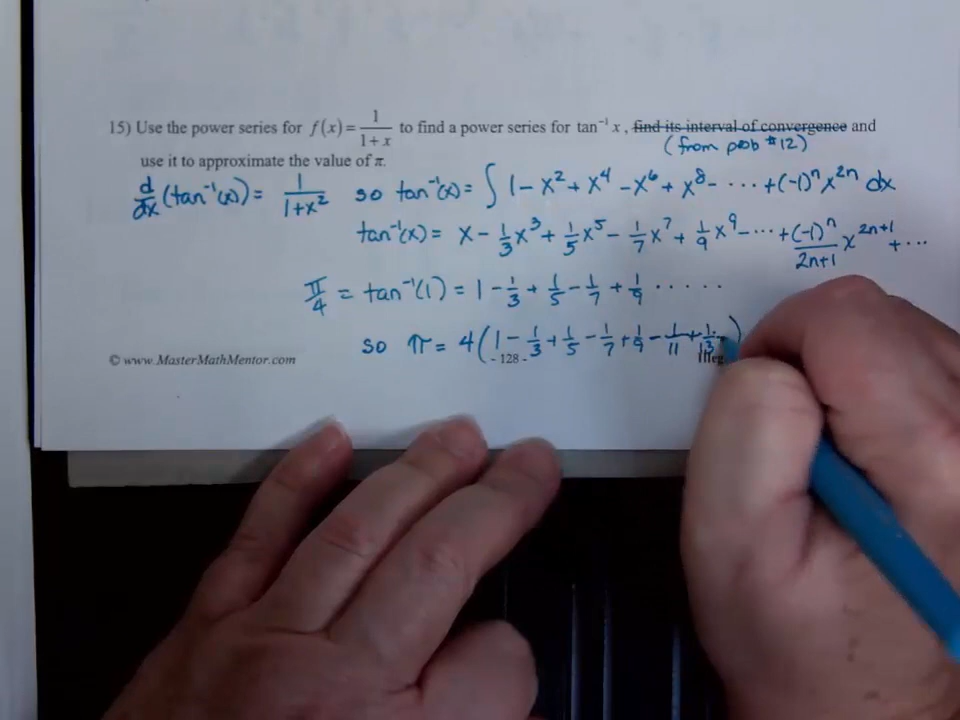 15) Use the power series for f(x) = 1/(1+x) to find a power series for tan⁻¹ x, find its interval of convergence and
(from prob #12)
use it to approximate the value of π.
d/dx (tan⁻¹(x)) = 1/(1+x²) so tan⁻¹(x) = ∫ 1 - x² + x⁴ - x⁶ + x⁸ - ⋯ + (-1)ⁿ x²ⁿ dx
tan⁻¹(x) = x - 1/3 x³ + 1/5 x⁵ - 1/7 x⁷ + 1/9 x⁹ - ⋯ + (-1)ⁿ/(2n+1) x²ⁿ⁺¹ + ⋯
π/4 = tan⁻¹(1) = 1 - 1/3 + 1/5 - 1/7 + 1/9 ⋯⋯
so π = 4(1 - 1/3 + 1/5 - 1/7 + 1/9 - 1/11 + 1/13 - )
© www.MasterMathMentor.com - 128 -